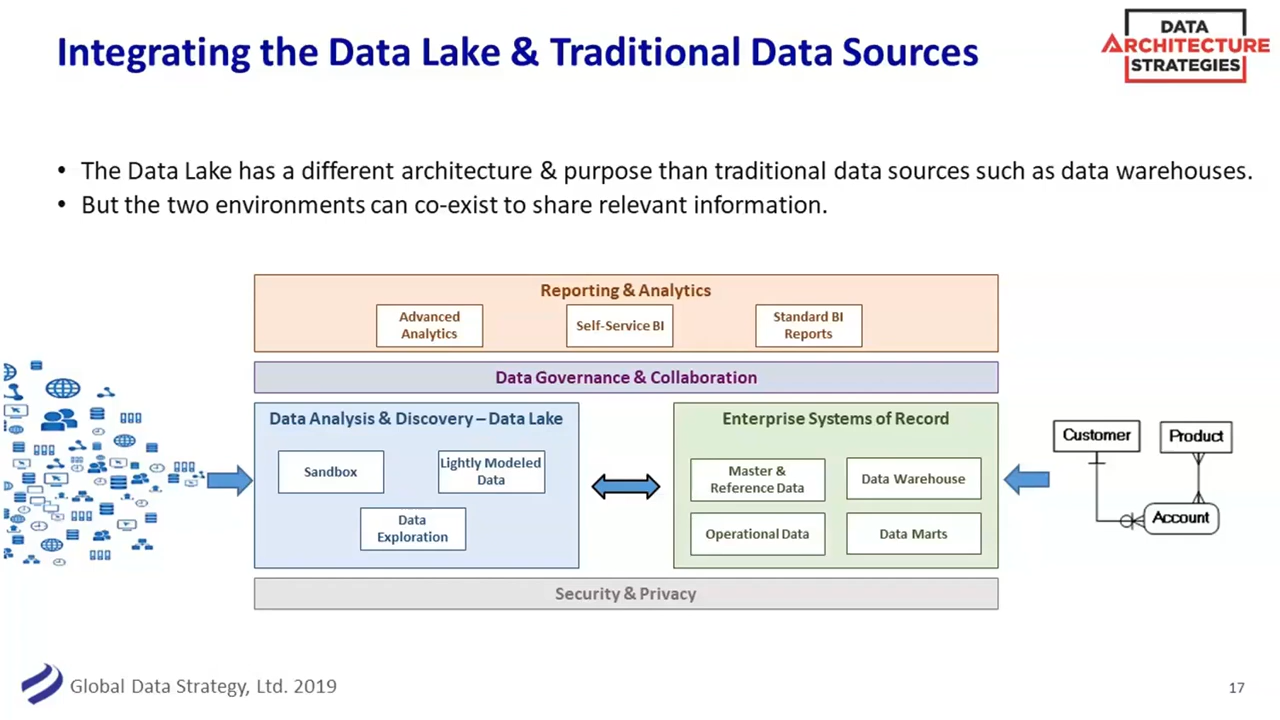 Integrating the Data Lake & Traditional Data Sources
DATA
ARCHITECTURE
STRATEGIES
• The Data Lake has a different architecture & purpose than traditional data sources such as data warehouses.
• But the two environments can co-exist to share relevant information.
Reporting & Analytics
Advanced
Analytics
Self-Service BI
Standard BI
Reports
Data Governance & Collaboration
Data Analysis & Discovery – Data Lake
Sandbox
Lightly Modeled
Data
Data
Exploration
Enterprise Systems of Record
Master &
Reference Data
Data Warehouse
Operational Data
Data Marts
Customer
Product
Account
Security & Privacy
Global Data Strategy, Ltd. 2019
17